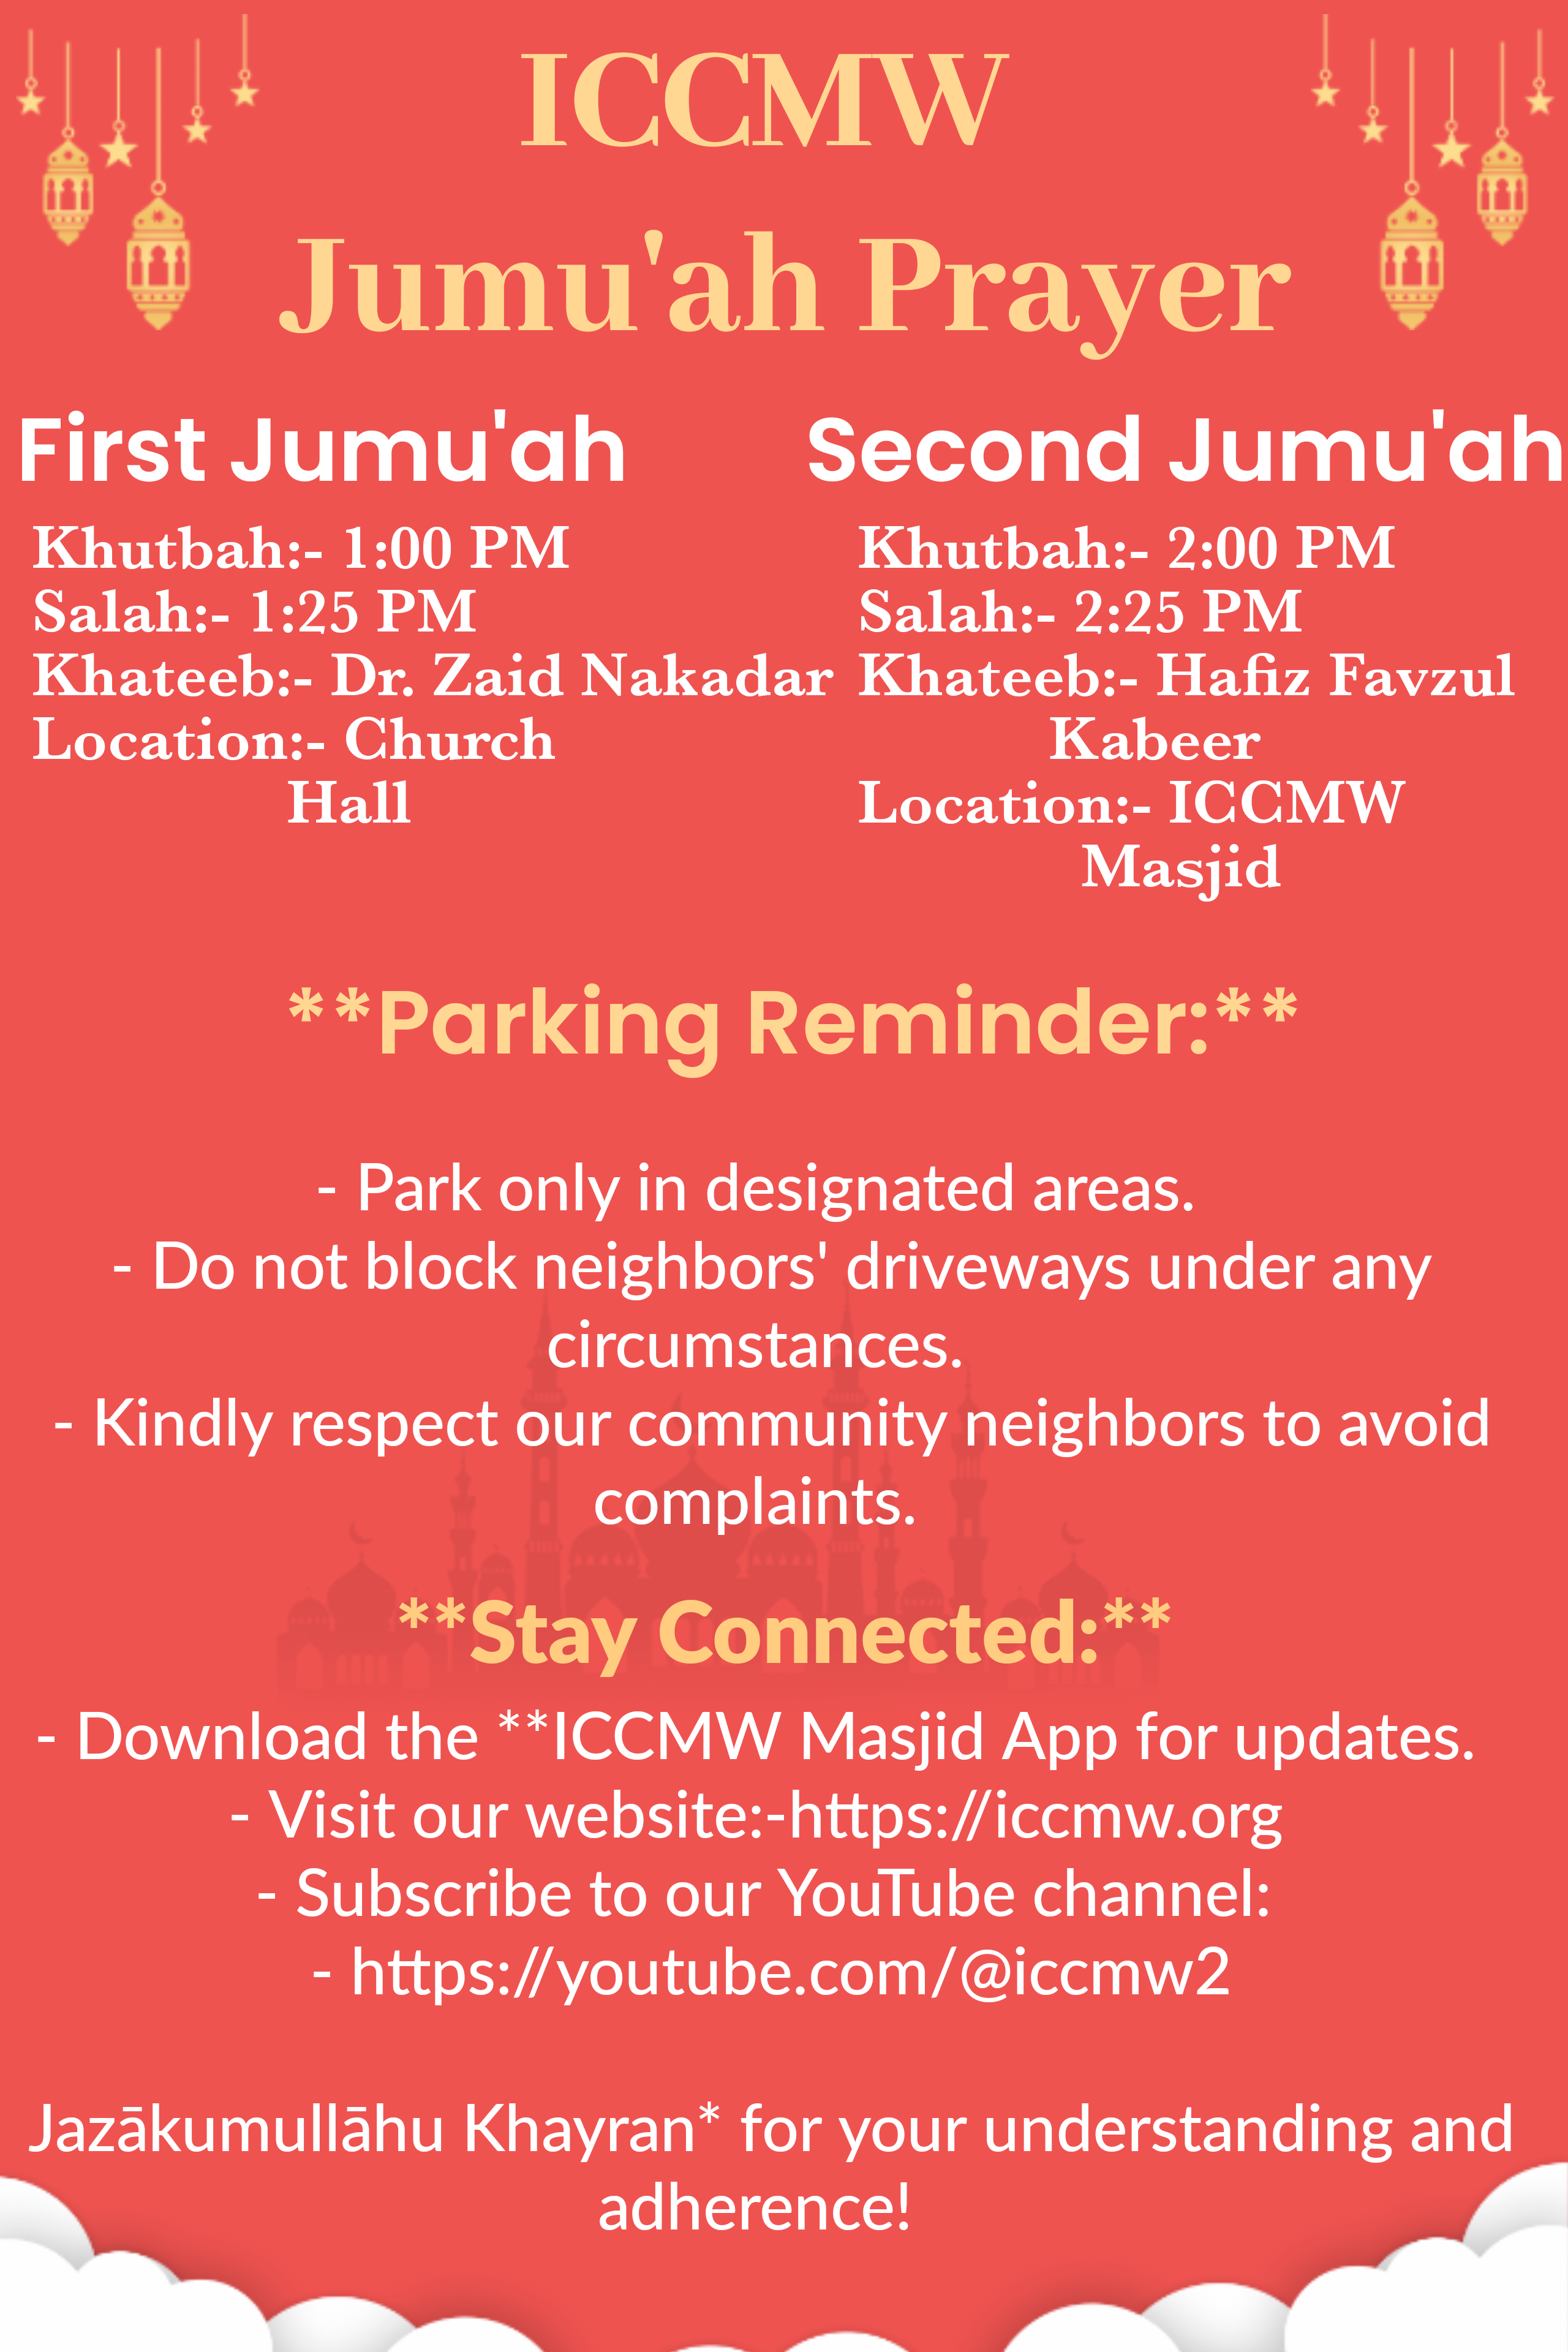 ICCMW
Jumu'ah Prayer
First Jumu'ah
Khutbah:- 1:00 PM
Salah:- 1:25 PM
Khateeb:- Dr. Zaid Nakadar
Location:- Church
Hall
Second Jumu'ah
Khutbah:- 2:00 PM
Salah:- 2:25 PM
Khateeb:- Hafiz Favzul
Kabeer
Location:- ICCMW
Masjid
**Parking Reminder:**
- Park only in designated areas.
- Do not block neighbors' driveways under any
circumstances.
- Kindly respect our community neighbors to avoid
complaints.
**Stay Connected:**
- Download the **ICCMW Masjid App for updates.
- Visit our website:-https://iccmw.org
- Subscribe to our YouTube channel:
- https://youtube.com/@iccmw2
Jazākumullāhu Khayran* for your understanding and
adherence!